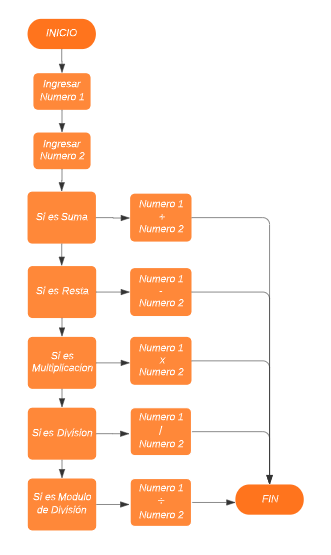 INICIO
Ingresar
Numero 1
Ingresar
Numero 2
Si es Suma
Numero 1
+
Numero 2
Si es Resta
Numero 1
-
Numero 2
Si es
Multiplicacion
Numero 1
x
Numero 2
Si es Division
Numero 1
/
Numero 2
Si es Modulo
de División
Numero 1
÷
Numero 2
FIN